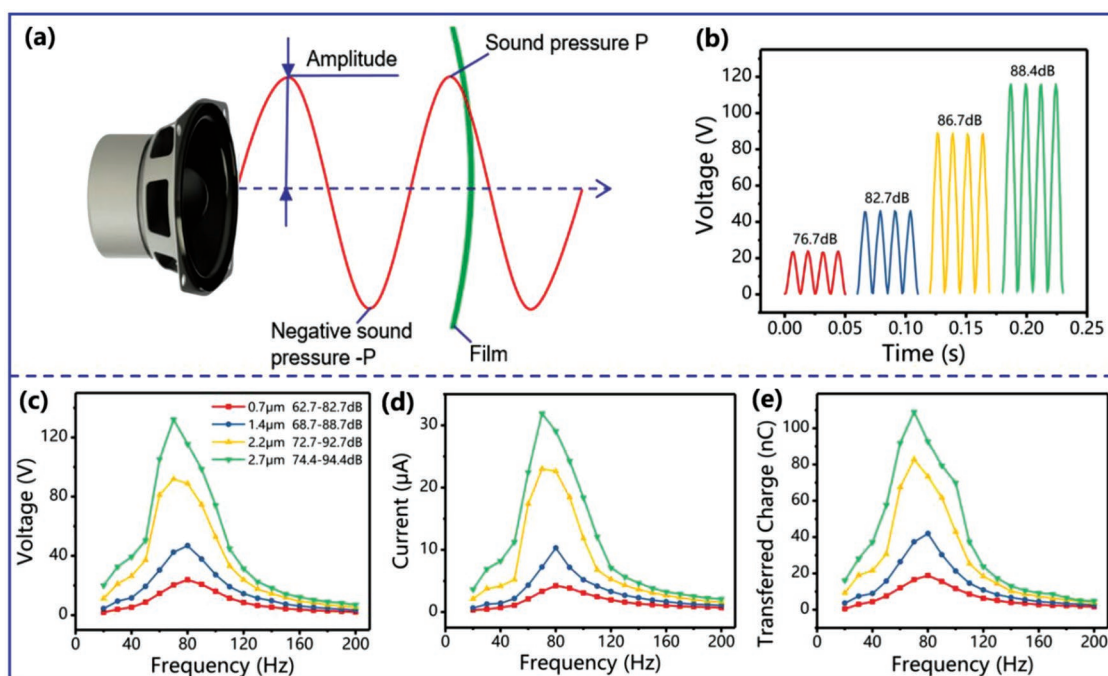 (a)
Amplitude
Sound pressure P
Negative sound
pressure -P
Film
(b)
Voltage (V)
120
100
80
60
40
20
0
76.7dB
82.7dB
86.7dB
88.4dB
0.00 0.05 0.10 0.15 0.20 0.25
Time (s)
(c)
Voltage (V)
120
80
40
0
0.7μm 62.7-82.7dB
1.4μm 68.7-88.7dB
2.2μm 72.7-92.7dB
2.7μm 74.4-94.4dB
0 40 80 120 160 200
Frequency (Hz)
(d)
Current (μA)
30
20
10
0
0 40 80 120 160 200
Frequency (Hz)
(e)
Transferred Charge (nC)
100
80
60
40
20
0
0 40 80 120 160 200
Frequency (Hz)